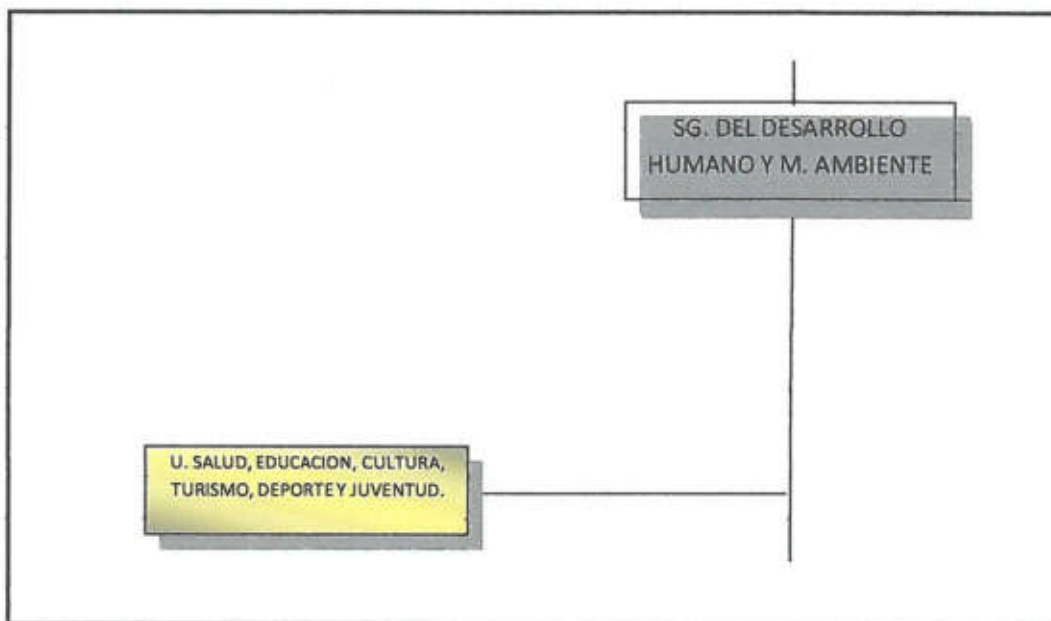 SG. DEL DESARROLLO
HUMANO Y M. AMBIENTE
U. SALUD, EDUCACION, CULTURA,
TURISMO, DEPORTE Y JUVENTUD.